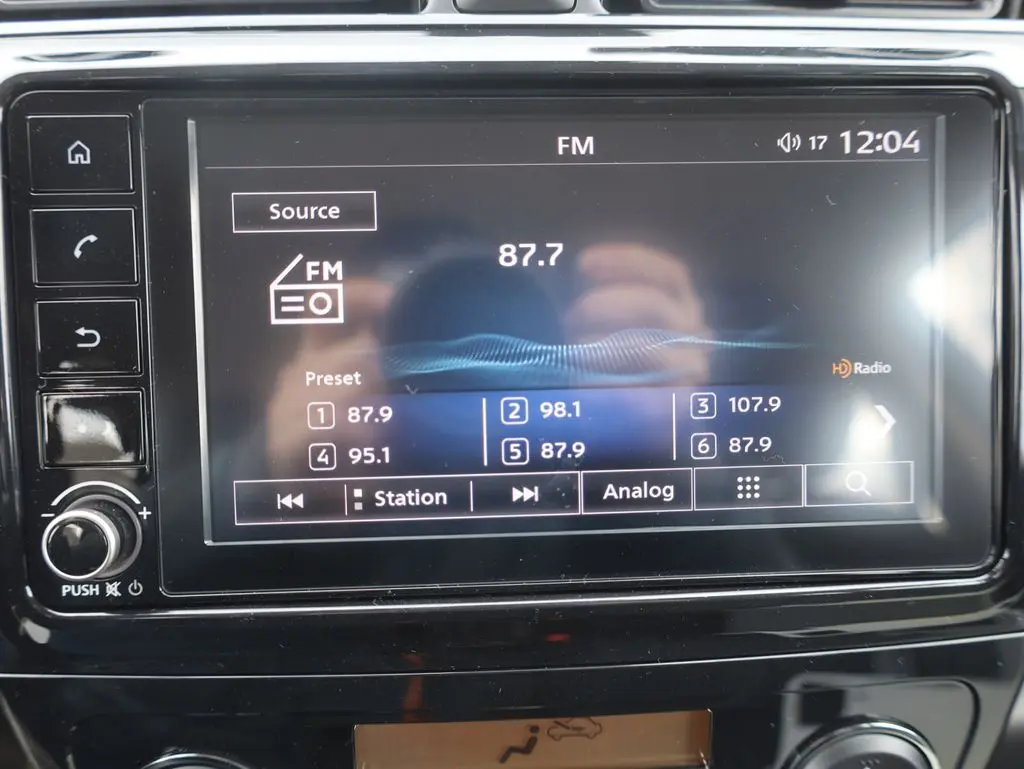 FM 17 12:04
Source
87.7
FM
HD Radio
Preset
1 87.9 2 98.1 3 107.9
4 95.1 5 87.9 6 87.9
Station Analog
- +
PUSH